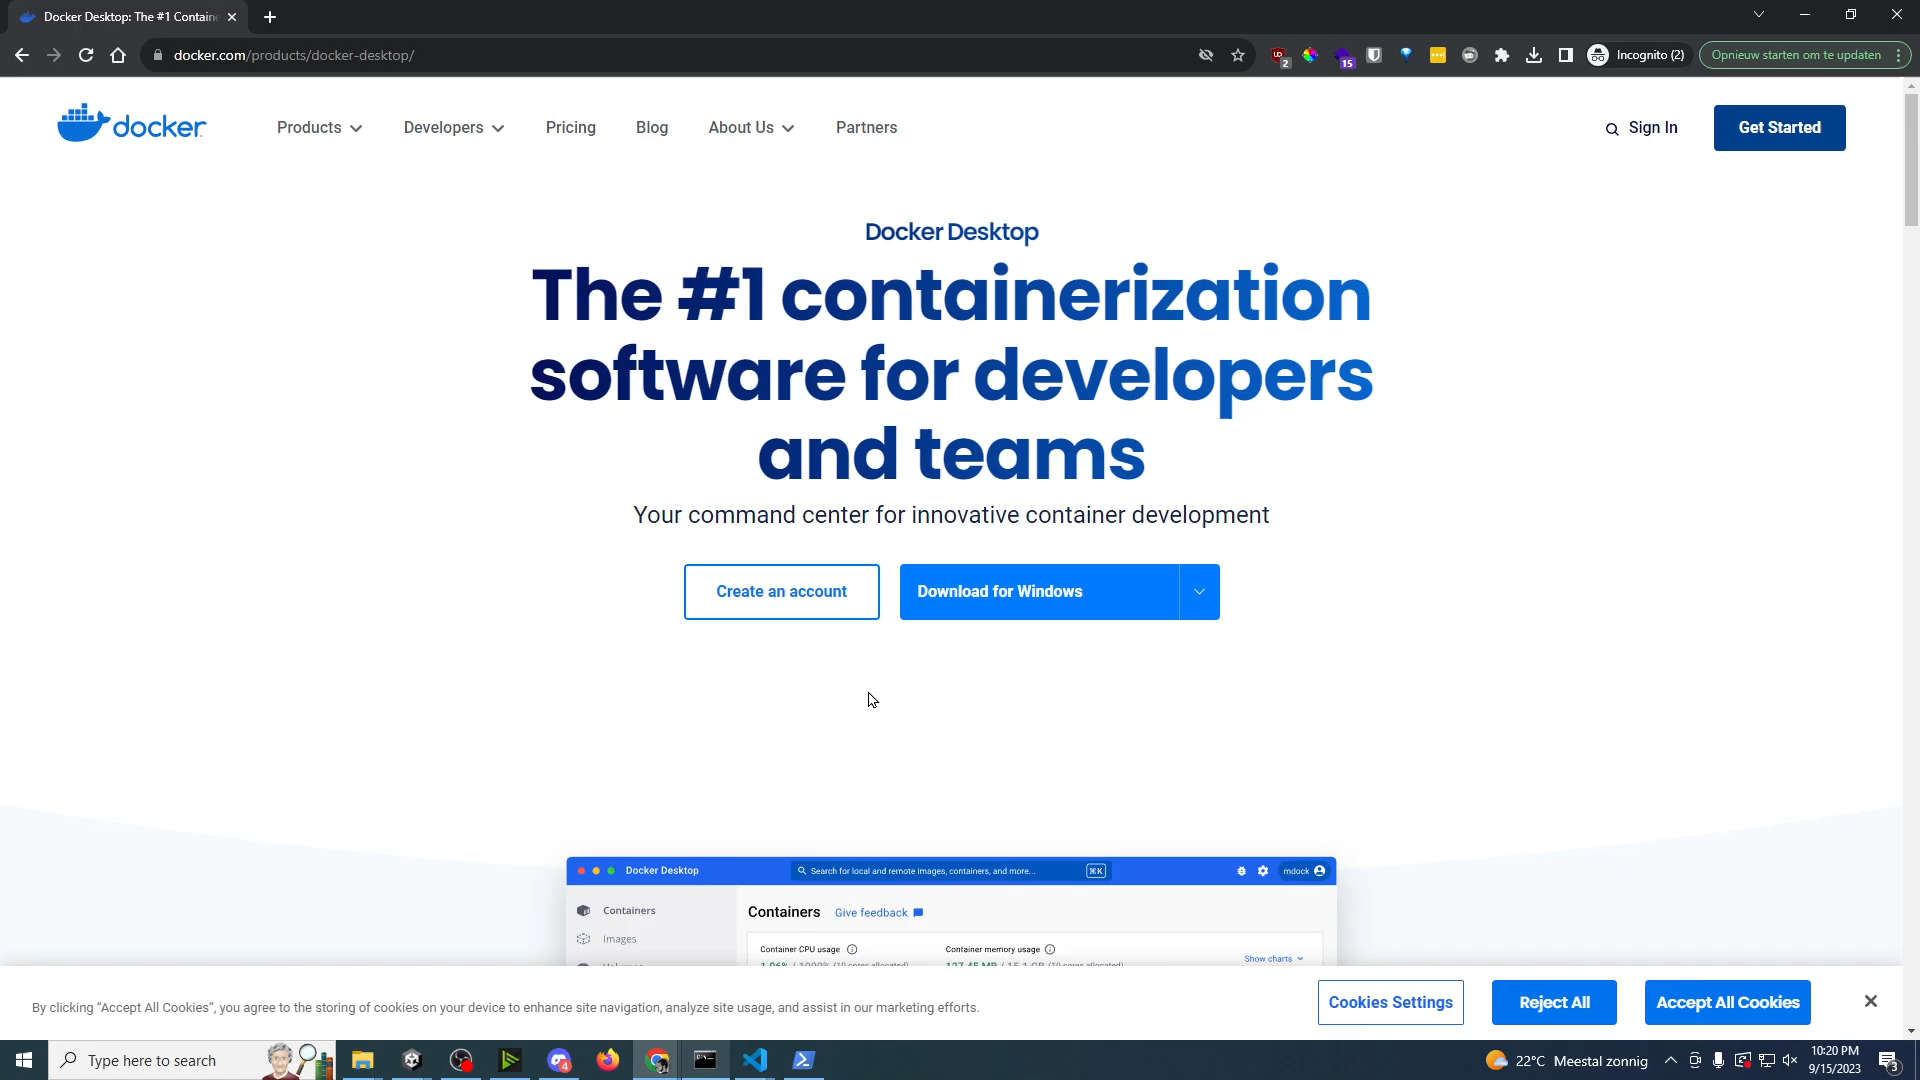 Docker Desktop: The #1 Containe
docker.com/products/docker-desktop/
2
15
Incognito (2)
Opnieuw starten om te updaten
docker
Products
Developers
Pricing
Blog
About Us
Partners
Sign In
Get Started
Docker Desktop
The #1 containerization
software for developers
and teams
Your command center for innovative container development
Create an account
Download for Windows
Docker Desktop
Search for local and remote images, containers, and more...
⌘K
mdock
Containers
Images
Containers
Give feedback
Container CPU usage
Container memory usage
Show charts
By clicking “Accept All Cookies”, you agree to the storing of cookies on your device to enhance site navigation, analyze site usage, and assist in our marketing efforts.
Cookies Settings
Reject All
Accept All Cookies
Type here to search
4
22°C Meestal zonnig
10:20 PM
9/15/2023
3